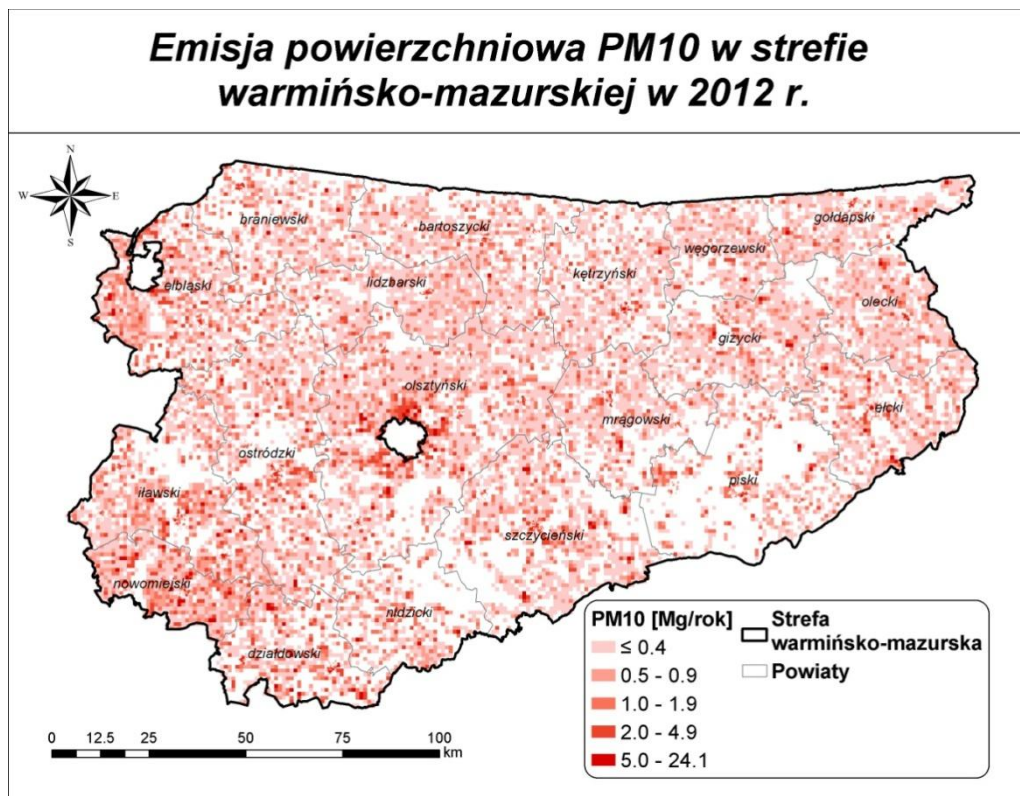 Emisja powierzchniowa PM10 w strefie
warmińsko-mazurskiej w 2012 r.
N
W E
S
braniewski
bartoszycki
gołdapski
węgorzewski
kętrzyński
elbląski
lidzbarski
olecki
giżycki
olsztyński
mrągowski
ełcki
ostródzki
iławski
piski
szczycieński
nowomiejski
nidzicki
działdowski
PM10 [Mg/rok]
≤ 0.4
0.5 - 0.9
1.0 - 1.9
2.0 - 4.9
5.0 - 24.1
Strefa
warmińsko-mazurska
Powiaty
0 12.5 25 50 75 100
km